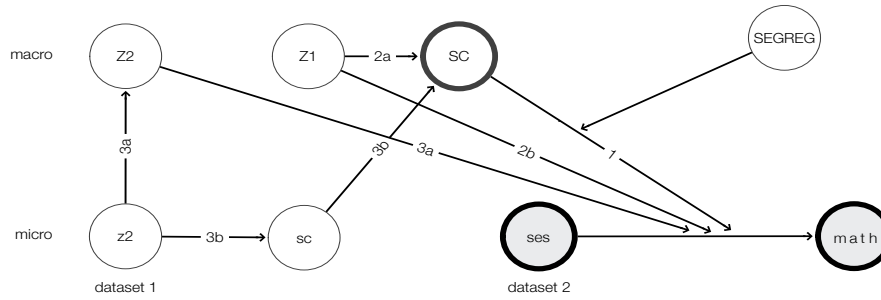 SEGREG
macro
Z2
Z1
2a
SC
3a
3b
3a
2b
1
micro
z2
3b
sc
ses
math
dataset 1
dataset 2